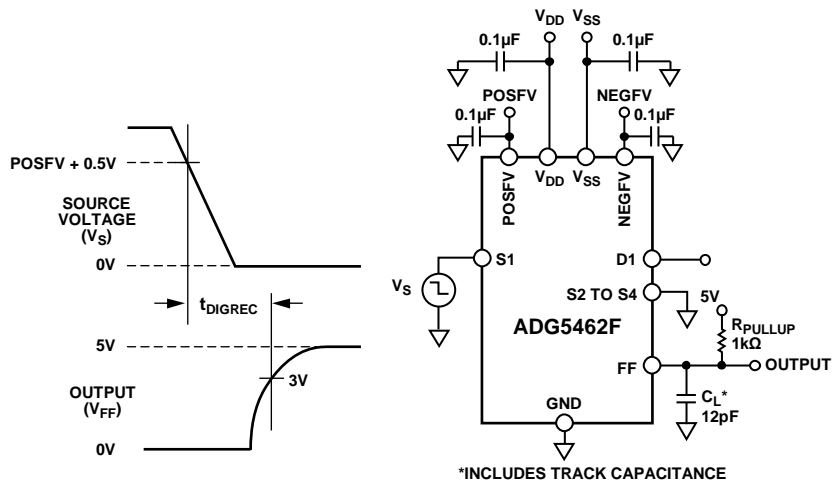 POSFV + 0.5V
SOURCE
VOLTAGE
(VS)
0V
tDIGREC
5V
OUTPUT
(VFF)
3V
0V
VDD VSS
0.1µF 0.1µF
POSFV NEGFV
0.1µF 0.1µF
POSFV VDD VSS NEGFV
S1 D1
VS
S2 TO S4
5V
ADG5462F
RPULLUP
1kΩ
FF OUTPUT
CL*
12pF
GND
*INCLUDES TRACK CAPACITANCE